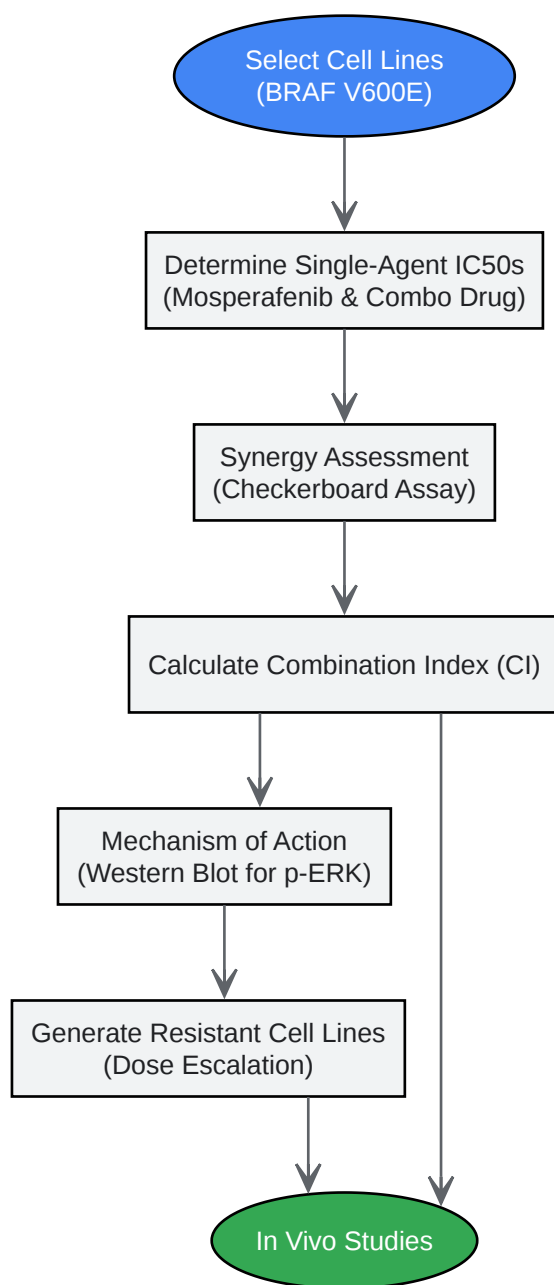 Select Cell Lines
(BRAF V600E)
Determine Single-Agent IC50s
(Mosperafenib & Combo Drug)
Synergy Assessment
(Checkerboard Assay)
Calculate Combination Index (CI)
Mechanism of Action
(Western Blot for p-ERK)
Generate Resistant Cell Lines
(Dose Escalation)
In Vivo Studies